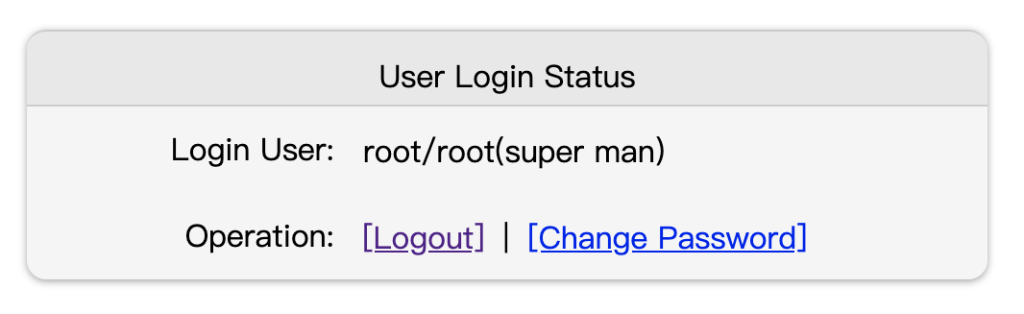 User Login Status
Login User: root/root(super man)
Operation: [Logout] | [Change Password]